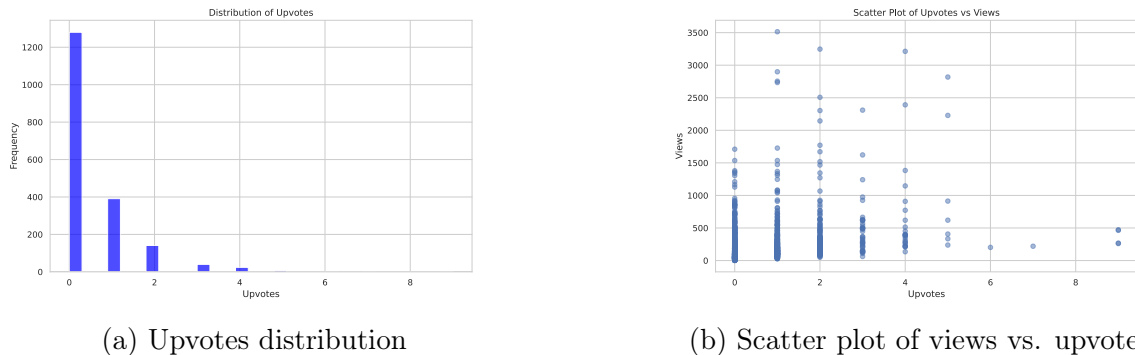 Distribution of Upvotes
1200
1000
800
600
400
200
0
Frequency
0 2 4 6 8
Upvotes
(a) Upvotes distribution
Scatter Plot of Upvotes vs Views
3500
3000
2500
2000
1500
1000
500
0
Views
0 2 4 6 8
Upvotes
(b) Scatter plot of views vs. upvote